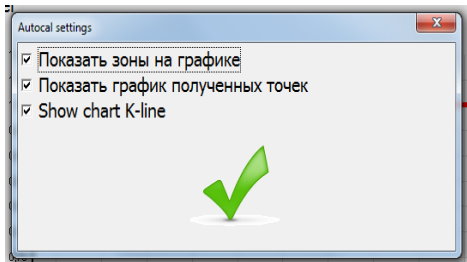 Autocal settings
Показать зоны на графике
Показать график полученных точек
Show chart K-line